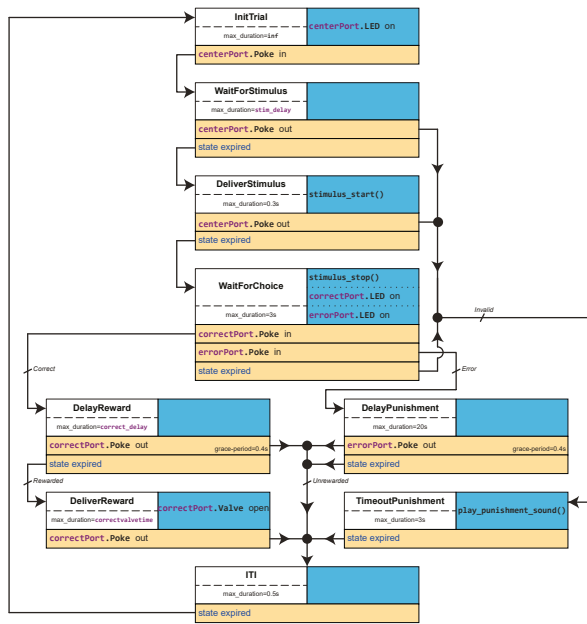 InitTrial
max_duration=inf
centerPort.LED on
centerPort.Poke in
WaitForStimulus
max_duration=stim_delay
centerPort.Poke out
state expired
DeliverStimulus
max_duration=0.3s
stimulus_start()
centerPort.Poke out
state expired
WaitForChoice
max_duration=3s
stimulus_stop()
correctPort.LED on
errorPort.LED on
Invalid
correctPort.Poke in
errorPort.Poke in
state expired
Correct
Error
DelayReward
max_duration=correct_delay
correctPort.Poke out
grace-period=0.4s
state expired
DelayPunishment
max_duration=20s
errorPort.Poke out
grace-period=0.4s
state expired
Rewarded
Unrewarded
DeliverReward
max_duration=correctvalvetime
correctPort.Valve open
correctPort.Poke out
TimeoutPunishment
max_duration=3s
play_punishment_sound()
state expired
ITI
max_duration=0.5s
state expired